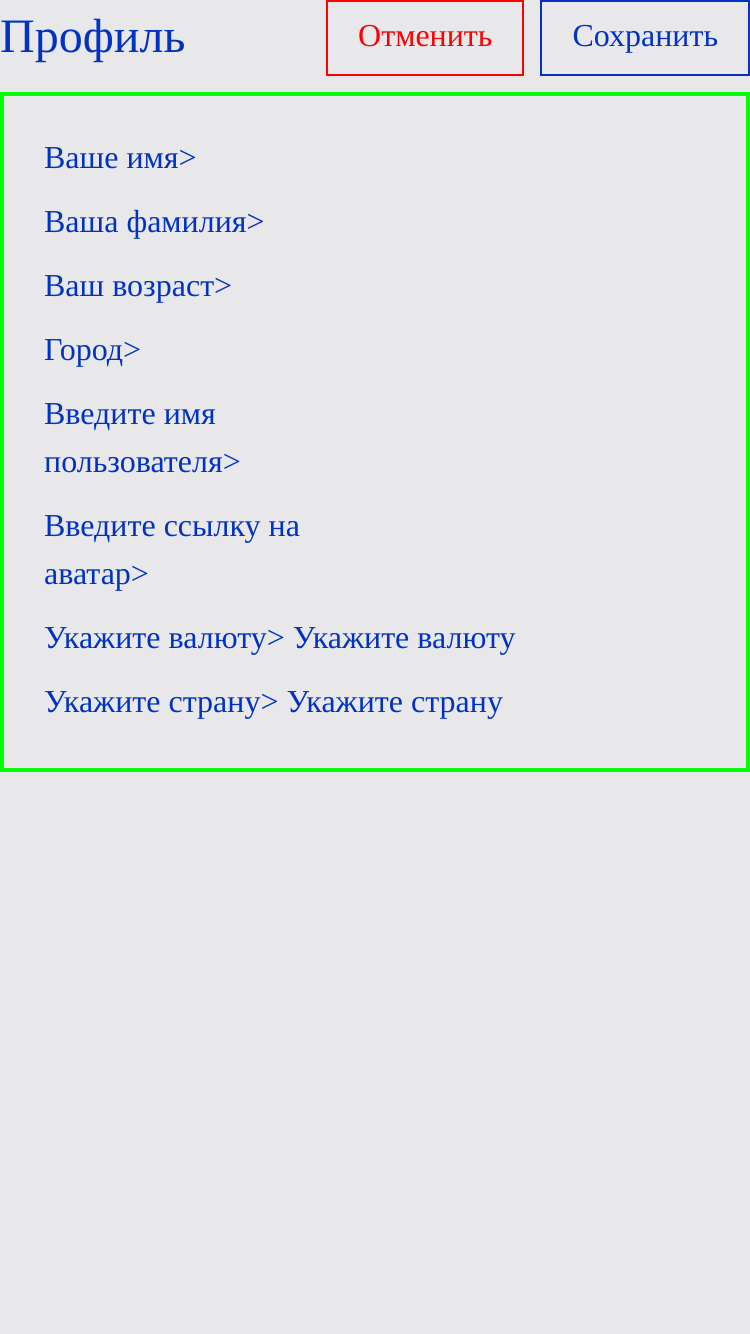 Профиль
Отменить
Сохранить
Ваше имя>
Ваша фамилия>
Ваш возраст>
Город>
Введите имя
пользователя>
Введите ссылку на
аватар>
Укажите валюту> Укажите валюту
Укажите страну> Укажите страну